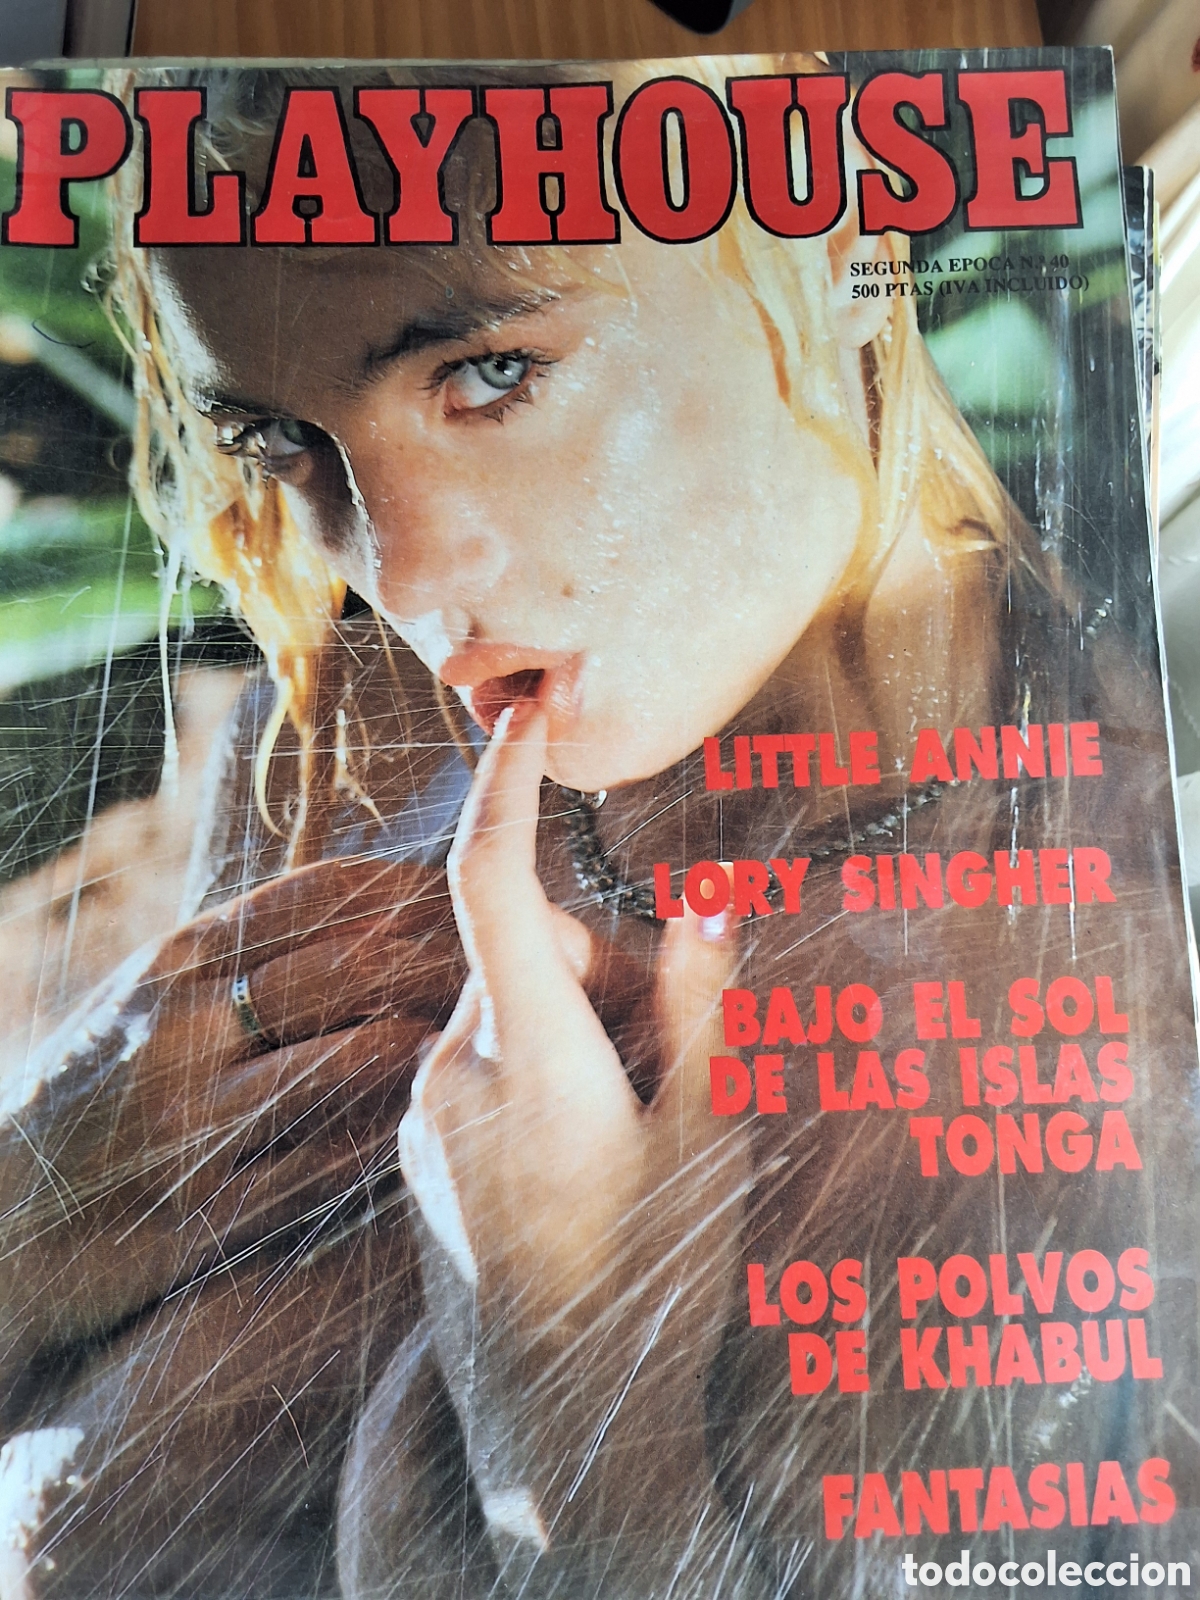 PLAYHOUSE
SEGUNDA EPOCA N.º 40
500 PTAS (IVA INCLUIDO)
LITTLE ANNIE
LORY SINGHER
BAJO EL SOL
DE LAS ISLAS
TONGA
LOS POLVOS
DE KHABUL
FANTASIAS
todocoleccion